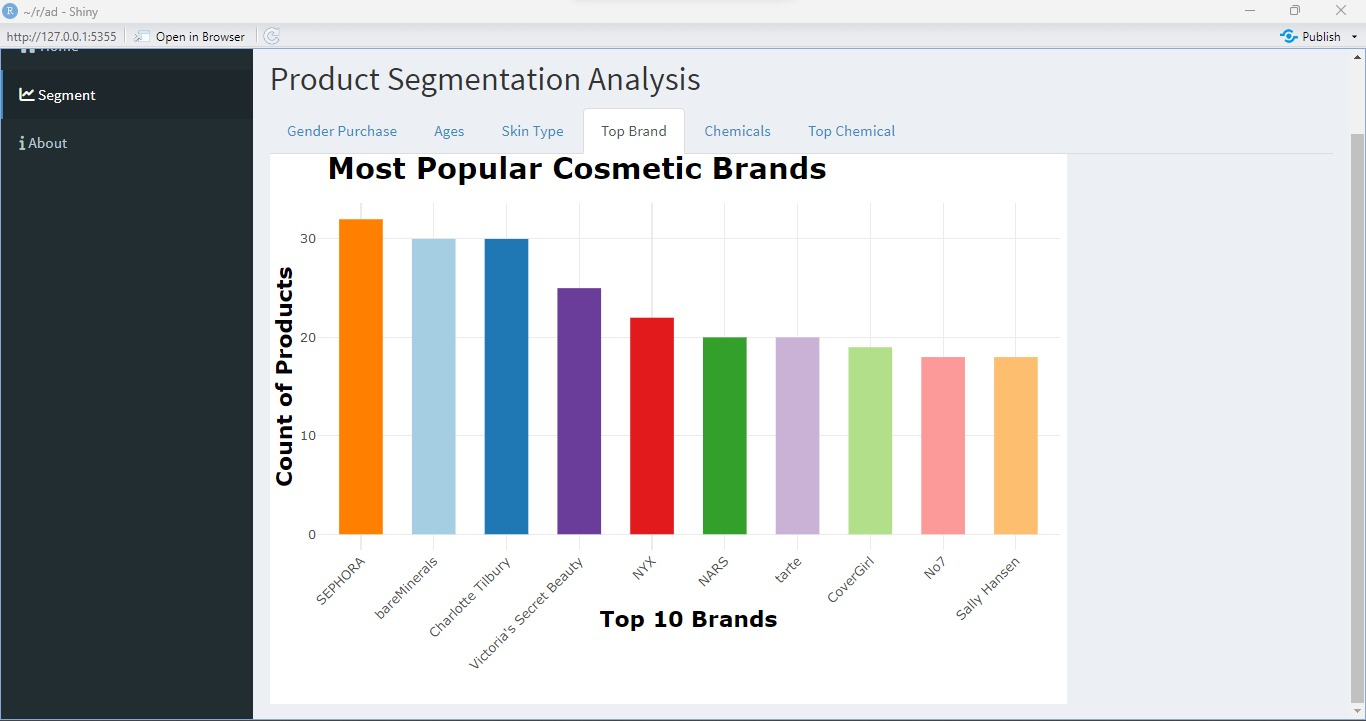 ~/r/ad - Shiny
http://127.0.0.1:5355 Open in Browser Publish
Home
Segment
About
Product Segmentation Analysis
Gender Purchase Ages Skin Type Top Brand Chemicals Top Chemical
Most Popular Cosmetic Brands
Count of Products
30
20
10
0
SEPHORA bareMinerals Charlotte Tilbury Victoria's Secret Beauty NYX NARS tarte CoverGirl No7 Sally Hansen
Top 10 Brands